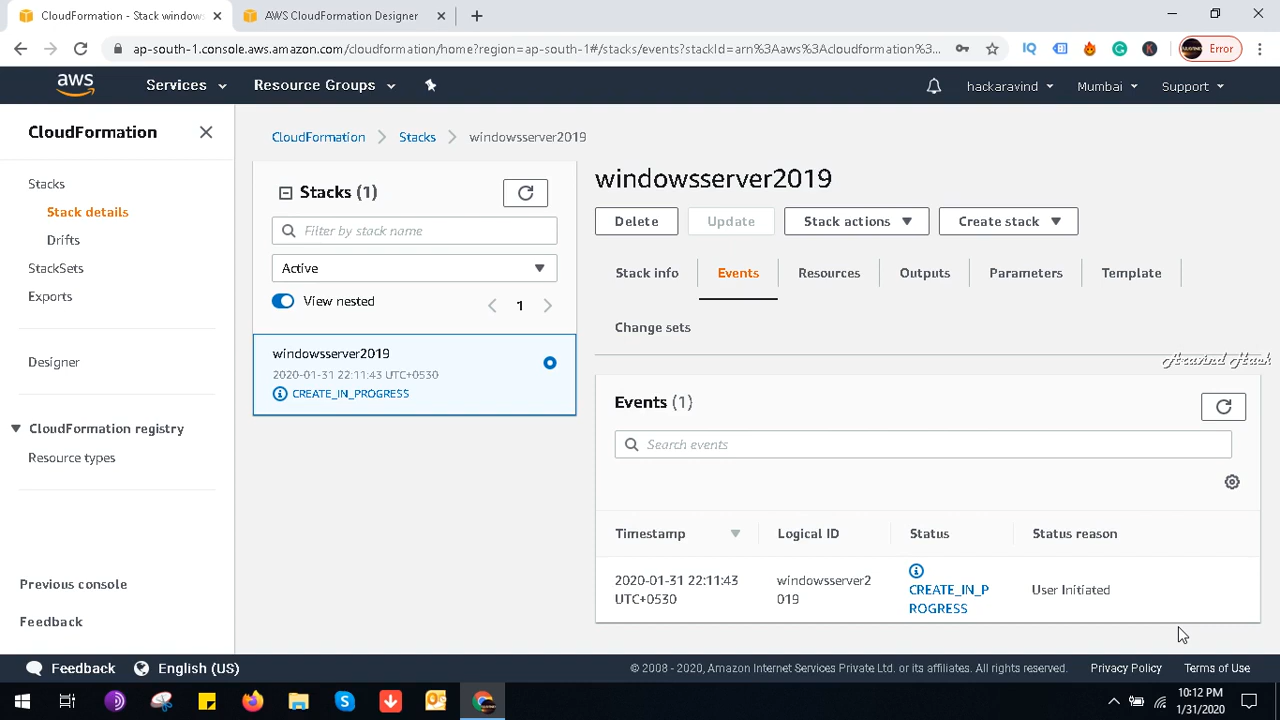 CloudFormation - Stack windows
AWS CloudFormation Designer
ap-south-1.console.aws.amazon.com/cloudformation/home?region=ap-south-1#/stacks/events?stackId=arn%3Aaws%3Acloudformation%...
IQ
K
Error
aws
Services
Resource Groups
hackaravind
Mumbai
Support
CloudFormation
CloudFormation
Stacks
windowsserver2019
Stacks
Stack details
Drifts
StackSets
Exports
Designer
CloudFormation registry
Resource types
Previous console
Feedback
Stacks (1)
Filter by stack name
Active
View nested
1
windowsserver2019
2020-01-31 22:11:43 UTC+0530
CREATE_IN_PROGRESS
windowsserver2019
Delete
Update
Stack actions
Create stack
Stack info
Events
Resources
Outputs
Parameters
Template
Change sets
Aravind Hack
Events (1)
Search events
Timestamp
Logical ID
Status
Status reason
2020-01-31 22:11:43
UTC+0530
windowsserver2
019
CREATE_IN_P
ROGRESS
User Initiated
Feedback
English (US)
© 2008 - 2020, Amazon Internet Services Private Ltd. or its affiliates. All rights reserved.
Privacy Policy
Terms of Use
10:12 PM
1/31/2020